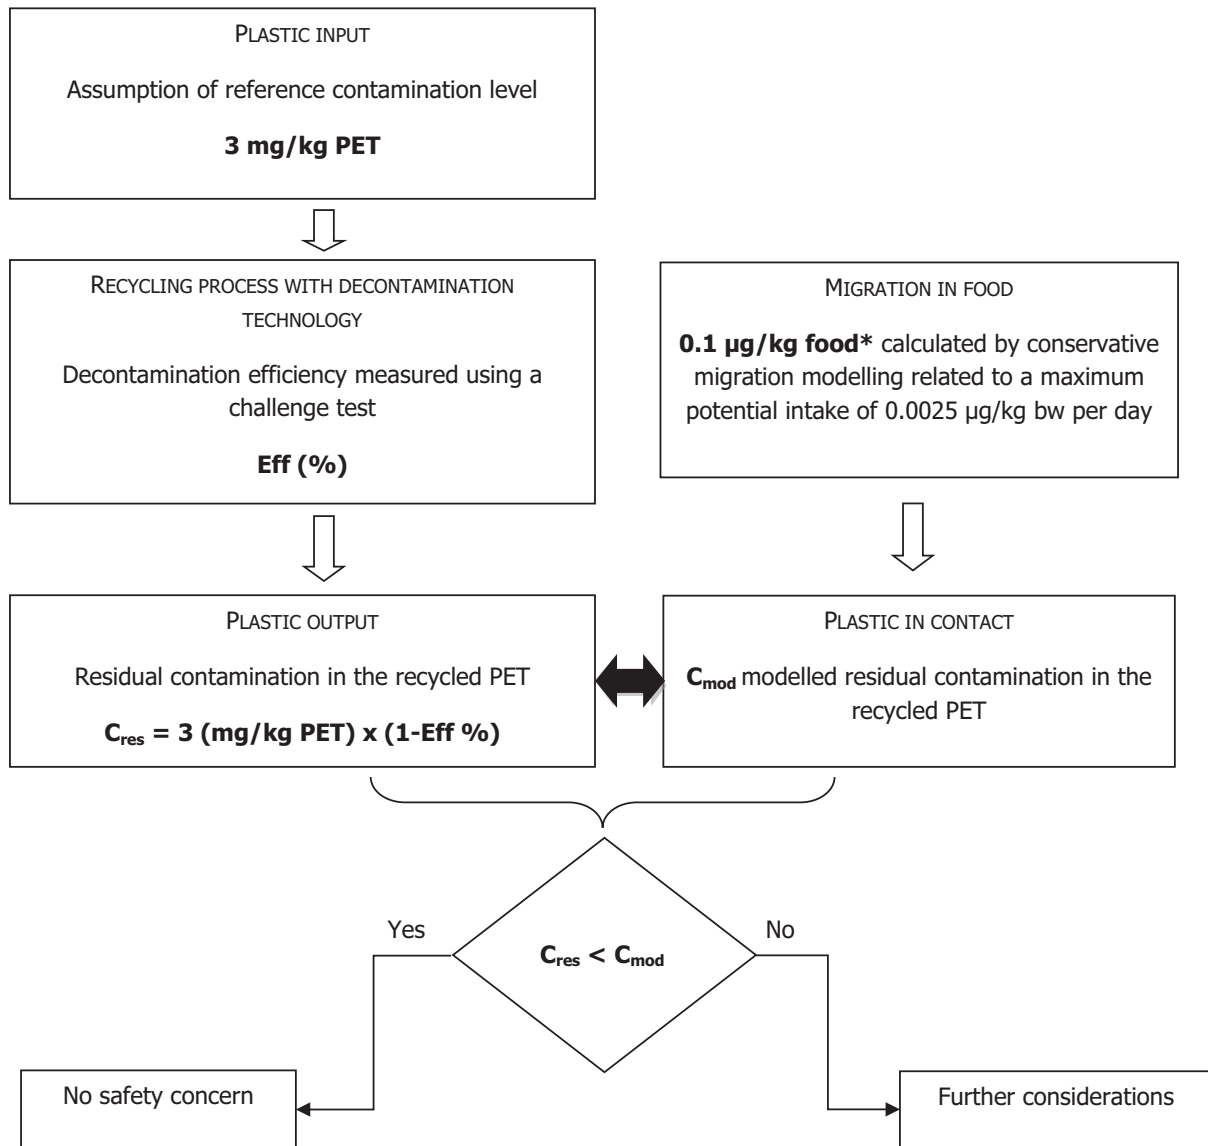 PLASTIC INPUT
Assumption of reference contamination level
3 mg/kg PET
RECYCLING PROCESS WITH DECONTAMINATION
TECHNOLOGY
Decontamination efficiency measured using a
challenge test
Eff (%)
MIGRATION IN FOOD
0.1 µg/kg food* calculated by conservative
migration modelling related to a maximum
potential intake of 0.0025 µg/kg bw per day
PLASTIC OUTPUT
Residual contamination in the recycled PET
Cres = 3 (mg/kg PET) x (1-Eff %)
PLASTIC IN CONTACT
Cmod modelled residual contamination in the
recycled PET
Yes
No
Cres < Cmod
No safety concern
Further considerations